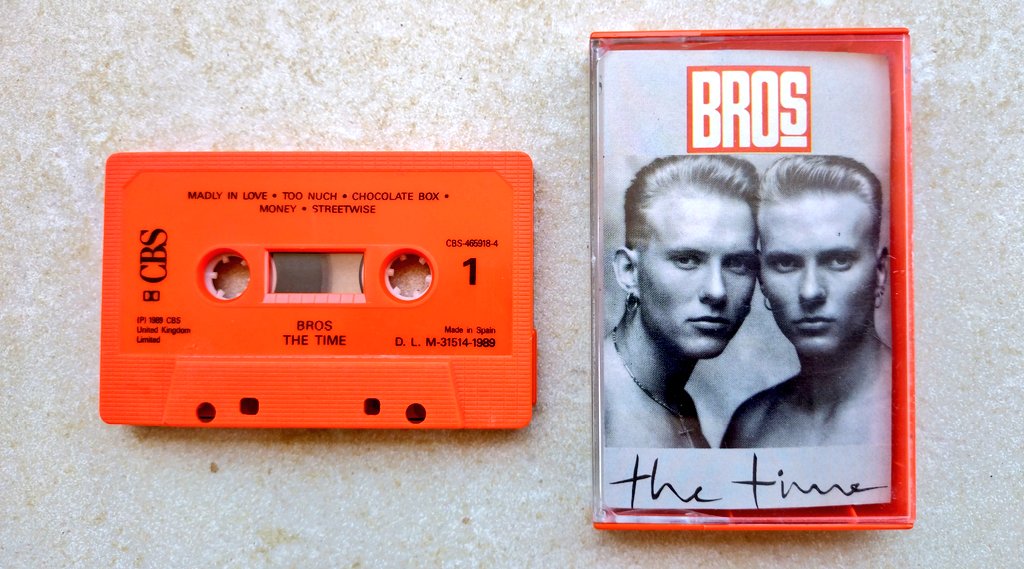 MADLY IN LOVE • TOO NUCH • CHOCOLATE BOX •
MONEY • STREETWISE
CBS
CBS-465918-4
1
(P) 1989 CBS
United Kingdom
Limited
BROS
THE TIME
Made in Spain
D. L. M-31514-1989
BROS
the time